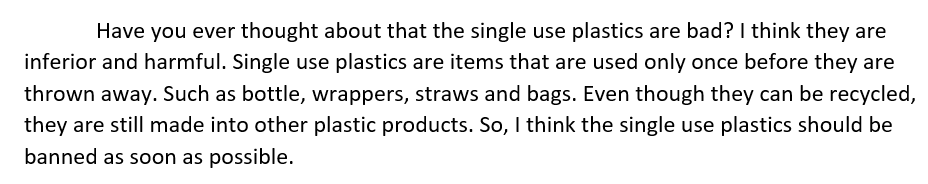 Have you ever thought about that the single use plastics are bad? I think they are
inferior and harmful. Single use plastics are items that are used only once before they are
thrown away. Such as bottle, wrappers, straws and bags. Even though they can be recycled,
they are still made into other plastic products. So, I think the single use plastics should be
banned as soon as possible.